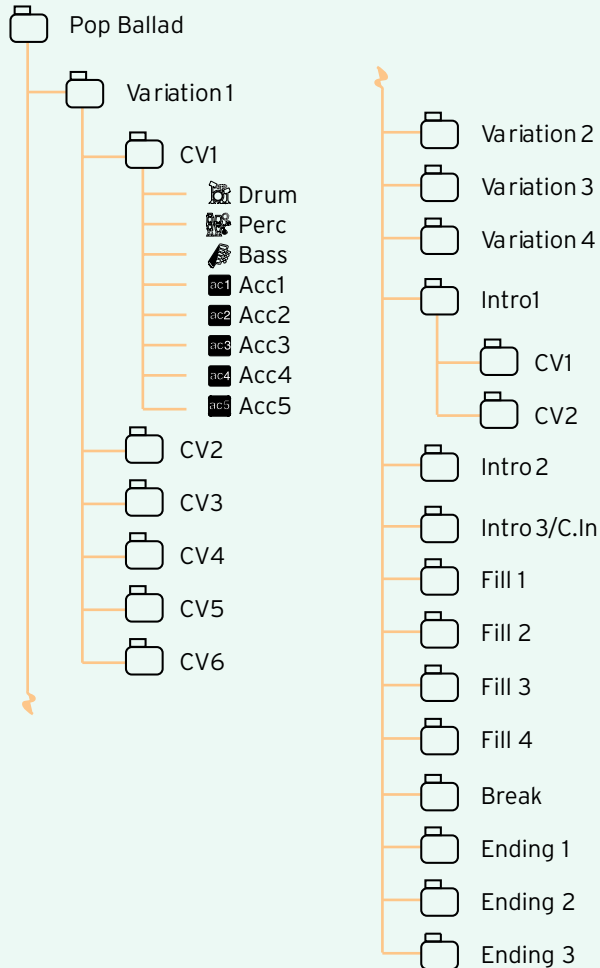 Pop Ballad
Variation 1
CV1
Drum
Perc
Bass
ac1 Acc1
ac2 Acc2
ac3 Acc3
ac4 Acc4
ac5 Acc5
CV2
CV3
CV4
CV5
CV6
Variation 2
Variation 3
Variation 4
Intro1
CV1
CV2
Intro 2
Intro 3/C.In
Fill 1
Fill 2
Fill 3
Fill 4
Break
Ending 1
Ending 2
Ending 3